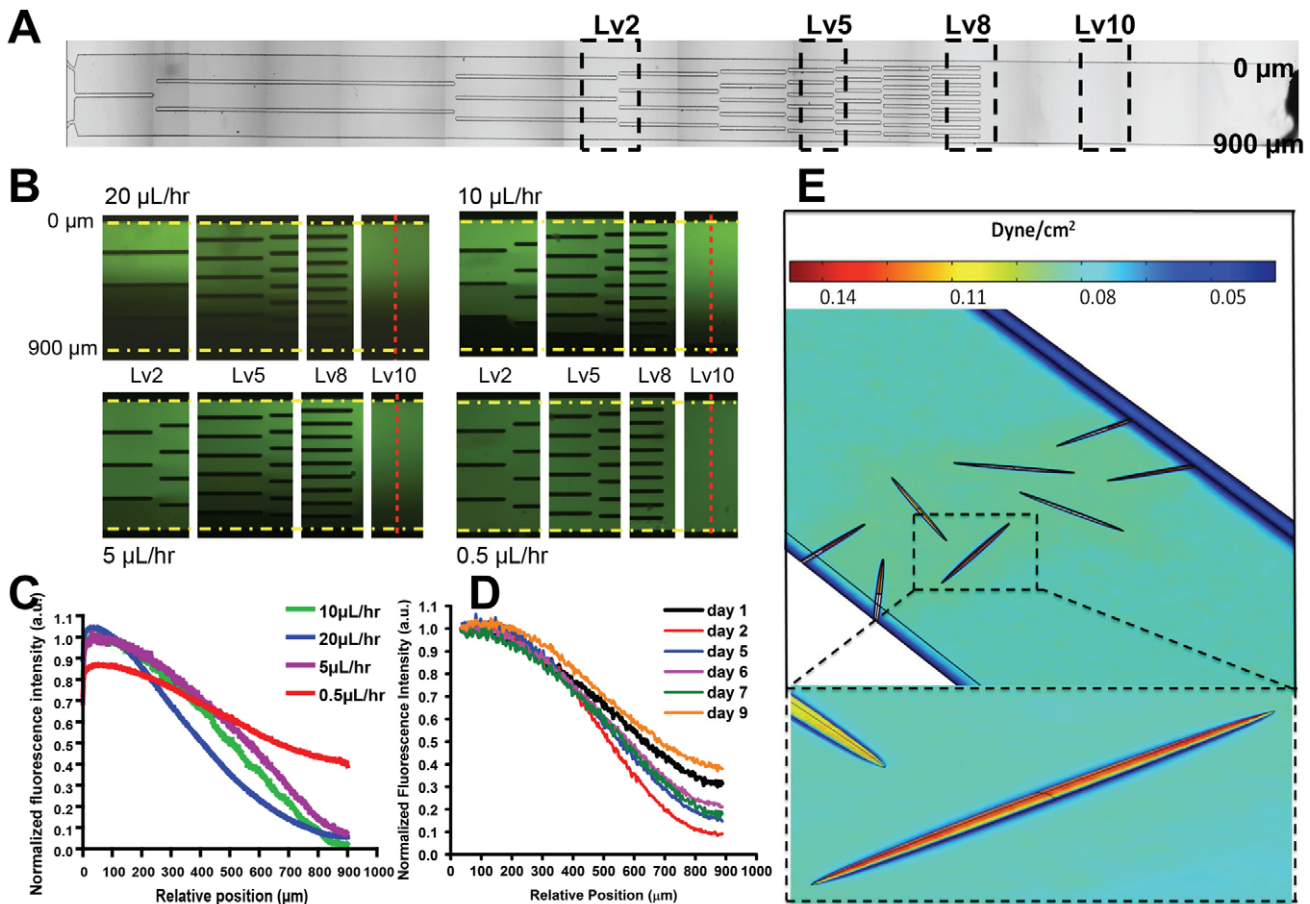 A
Lv2 Lv5 Lv8 Lv10
0 µm
900 µm
B
20 µL/hr
10 µL/hr
0 µm
900 µm
Lv2 Lv5 Lv8 Lv10
Lv2 Lv5 Lv8 Lv10
5 µL/hr
0.5 µL/hr
C
Normalized fluorescence intensity (a.u.)
1.1
1.0
0.9
0.8
0.7
0.6
0.5
0.4
0.3
0.2
0.1
0.0
0 100 200 300 400 500 600 700 800 900 1000
Relative position (µm)
10µL/hr
20µL/hr
5µL/hr
0.5µL/hr
D
Normalized Fluorescence Intensity (a.u.)
1.1
1.0
0.9
0.8
0.7
0.6
0.5
0.4
0.3
0.2
0.1
0.0
0 100 200 300 400 500 600 700 800 900 1000
Relative Position (µm)
day 1
day 2
day 5
day 6
day 7
day 9
E
Dyne/cm²
0.14 0.11 0.08 0.05